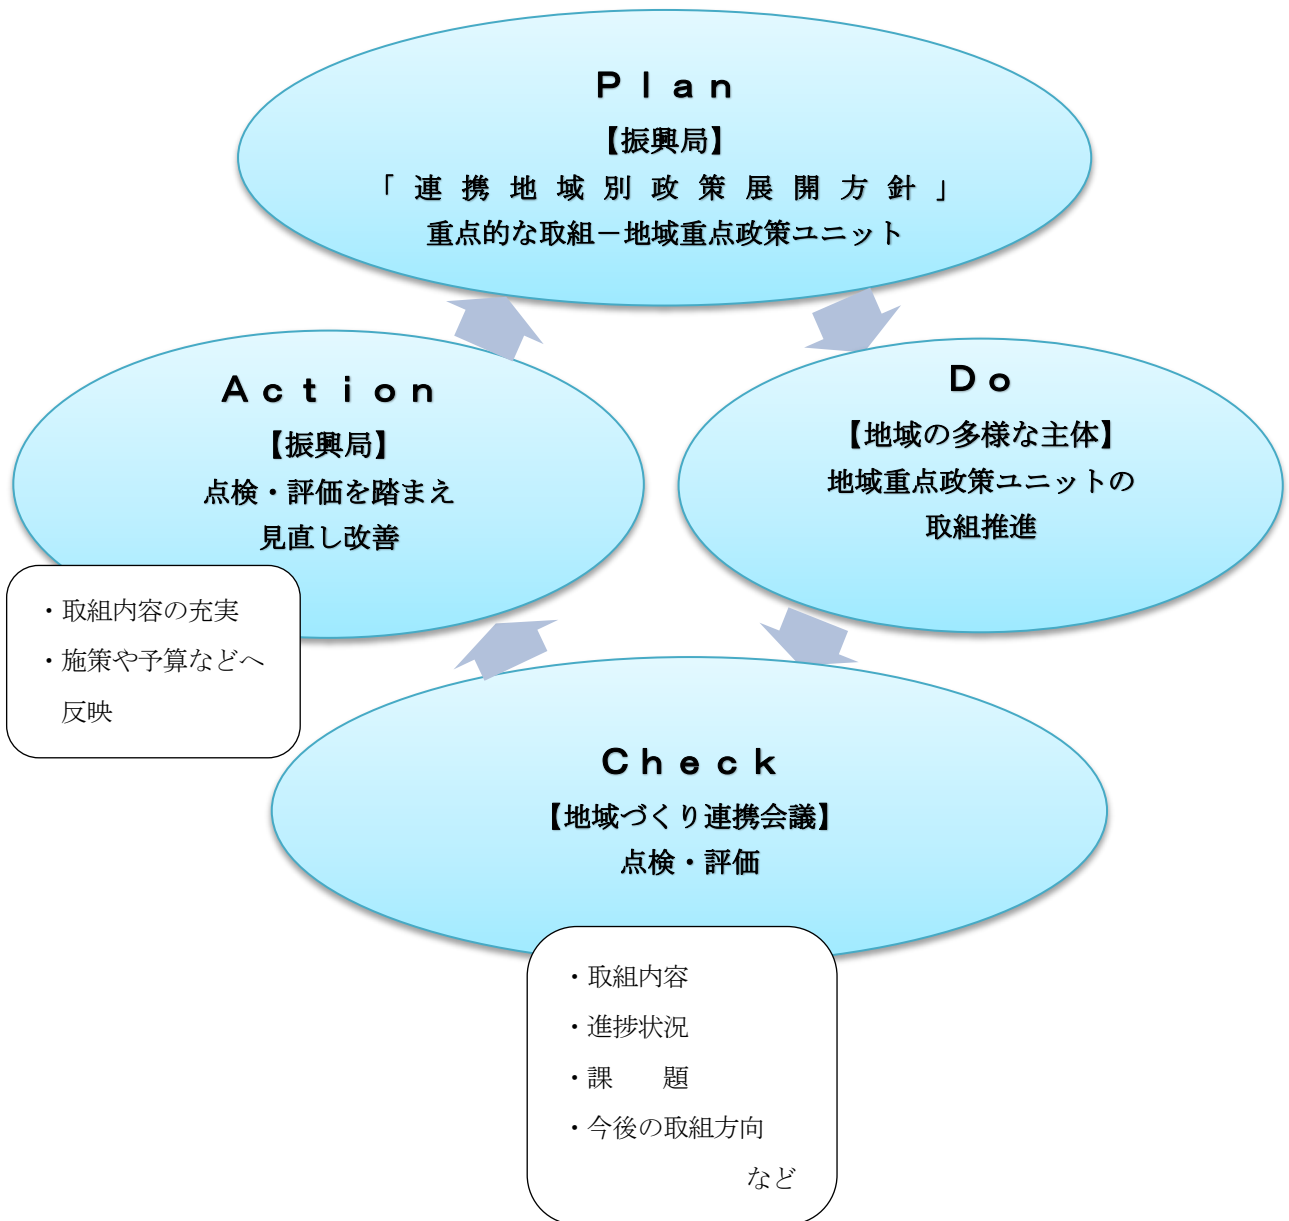 Ｐｌａｎ
【振興局】
「連携地域別政策展開方針」
重点的な取組－地域重点政策ユニット
Ａｃｔｉｏｎ
【振興局】
点検・評価を踏まえ
見直し改善
・取組内容の充実
・施策や予算などへ
反映
Ｄｏ
【地域の多様な主体】
地域重点政策ユニットの
取組推進
Ｃｈｅｃｋ
【地域づくり連携会議】
点検・評価
・取組内容
・進捗状況
・課　　題
・今後の取組方向
など